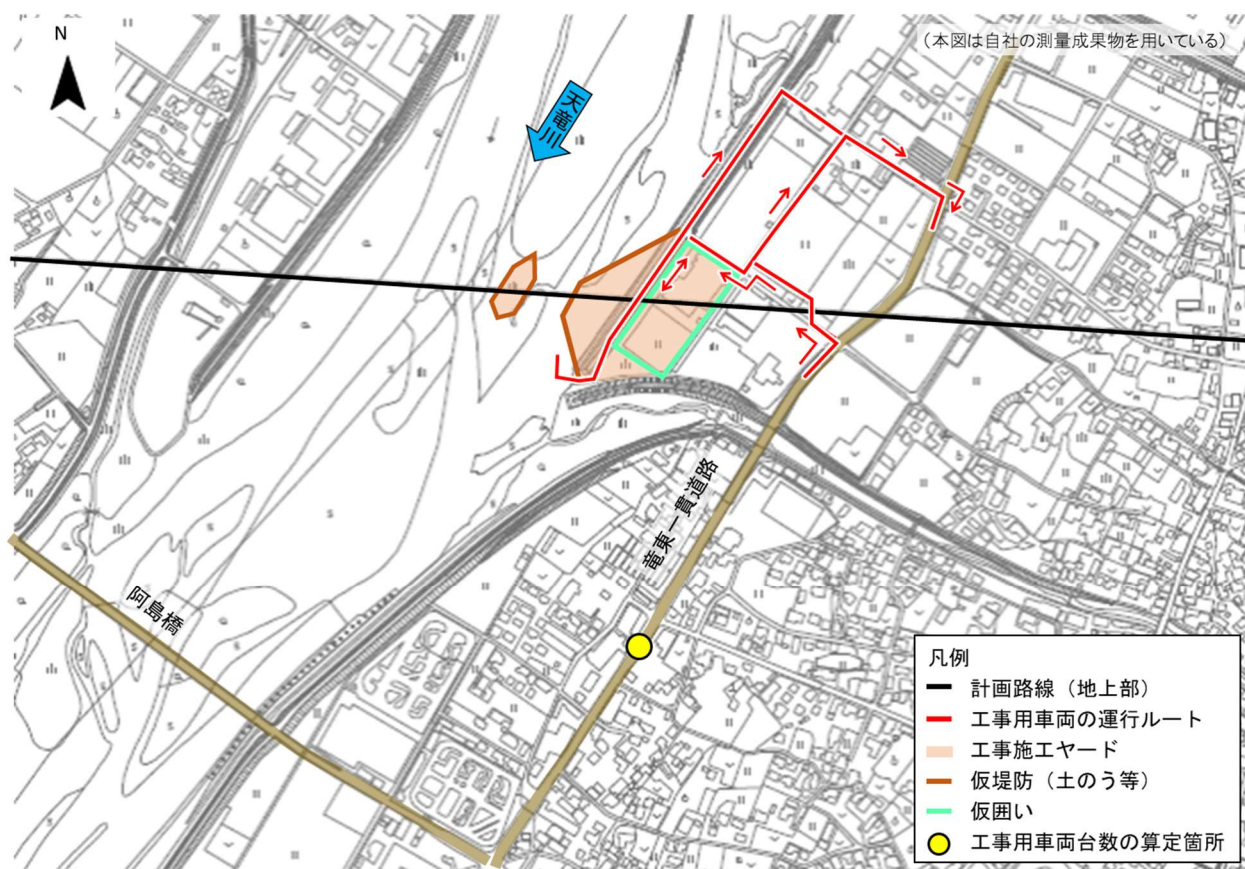 N
（本図は自社の測量成果物を用いている）
天竜川
竜東一貫道路
阿島橋
凡例
計画路線（地上部）
工事用車両の運行ルート
工事施工ヤード
仮堤防（土のう等）
仮囲い
工事用車両台数の算定箇所